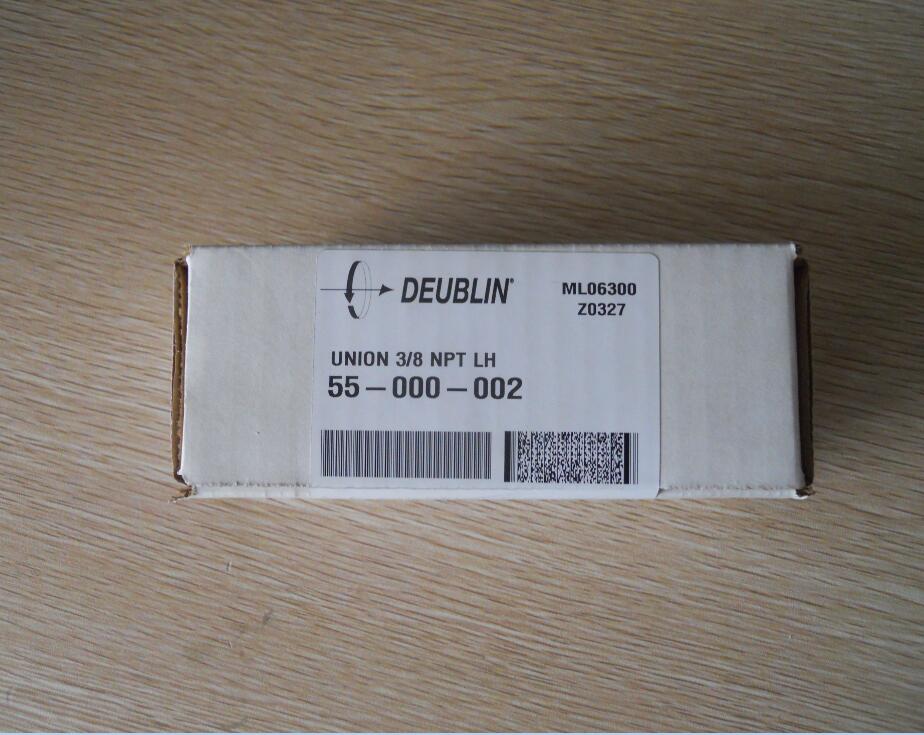 DEUBLIN®
ML06300
Z0327
UNION 3/8 NPT LH
55–000–002